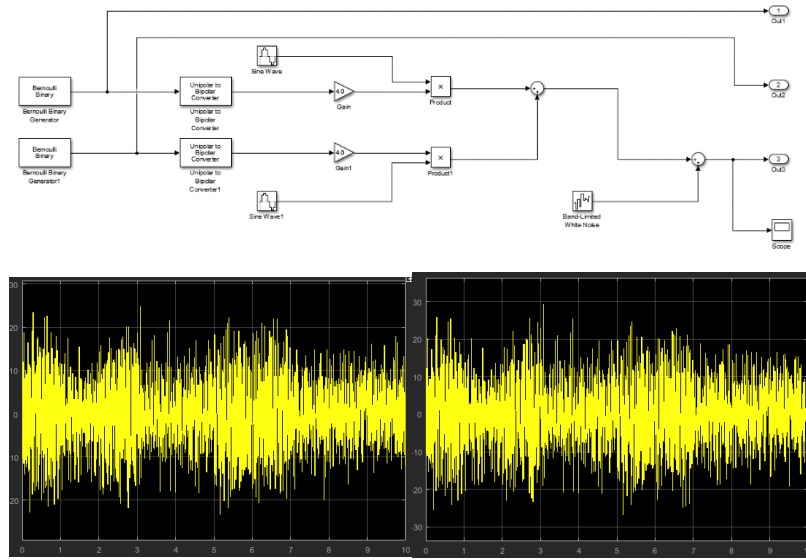 1
Out1
Sine Wave
2
Out2
Bernoulli
Binary
Bernoulli Binary
Generator
Unipolar to
Bipolar
Converter
Unipolar to
Bipolar
Converter
4.0
Gain
×
Product
Bernoulli
Binary
Bernoulli Binary
Generator1
Unipolar to
Bipolar
Converter
Unipolar to
Bipolar
Converter1
4.0
Gain1
×
Product1
3
Out3
Sine Wave1
Band-Limited
White Noise
Scope
30
20
10
0
10
20
0 1 2 3 4 5 6 7 8 9 10
30
20
10
0
-10
-20
-30
0 1 2 3 4 5 6 7 8 9